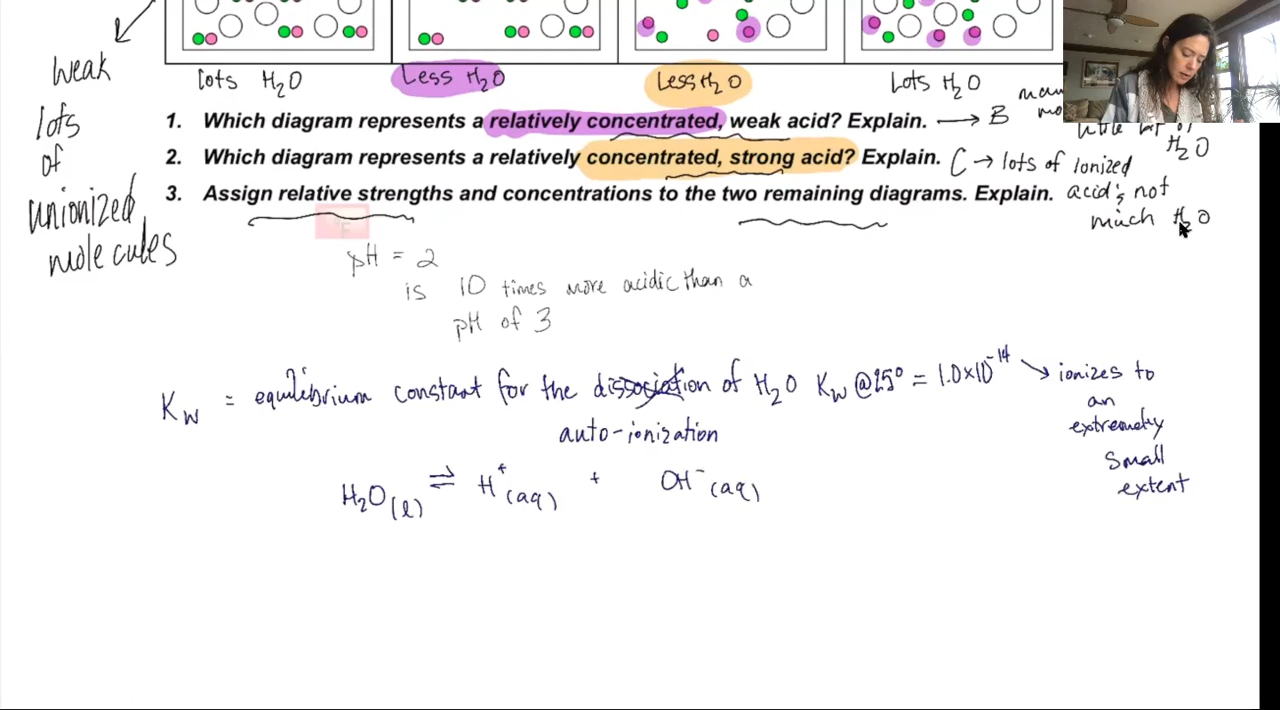 Weak
lots
of
unionized
molecules
lots H2O
Less H2O
Less H2O
Lots H2O
1. Which diagram represents a relatively concentrated, weak acid? Explain. → B
H2O
2. Which diagram represents a relatively concentrated, strong acid? Explain. C → lots of ionized
3. Assign relative strengths and concentrations to the two remaining diagrams. Explain. acid; not
much H2O
pH = 2
is 10 times more acidic than a
pH of 3
Kw = equilibrium constant for the dissociation of H2O Kw @25° = 1.0×10^-14 → ionizes to
an
auto-ionization
extremely
small
extent
H2O(l) ⇌ H+(aq) + OH-(aq)